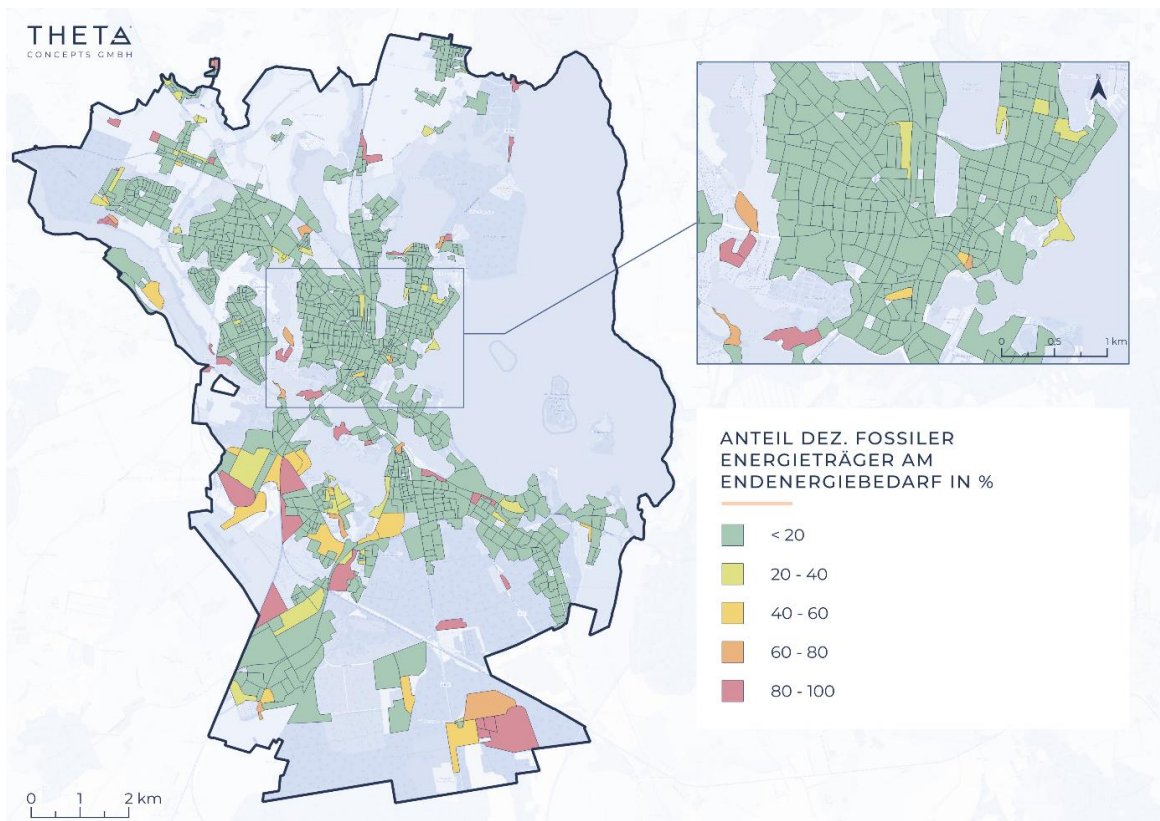 THETA
CONCEPTS GMBH
N
0 0.5 1 km
ANTEIL DEZ. FOSSILER
ENERGIETRÄGER AM
ENDENERGIEBEDARF IN %
< 20
20 - 40
40 - 60
60 - 80
80 - 100
0 1 2 km